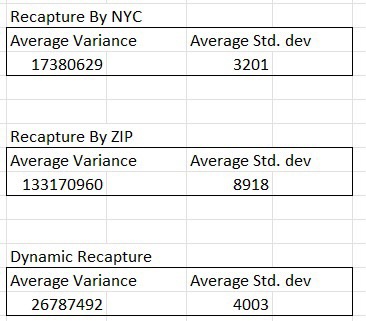 Recapture By NYC
Average Variance Average Std. dev
17380629 3201
Recapture By ZIP
Average Variance Average Std. dev
133170960 8918
Dynamic Recapture
Average Variance Average Std. dev
26787492 4003